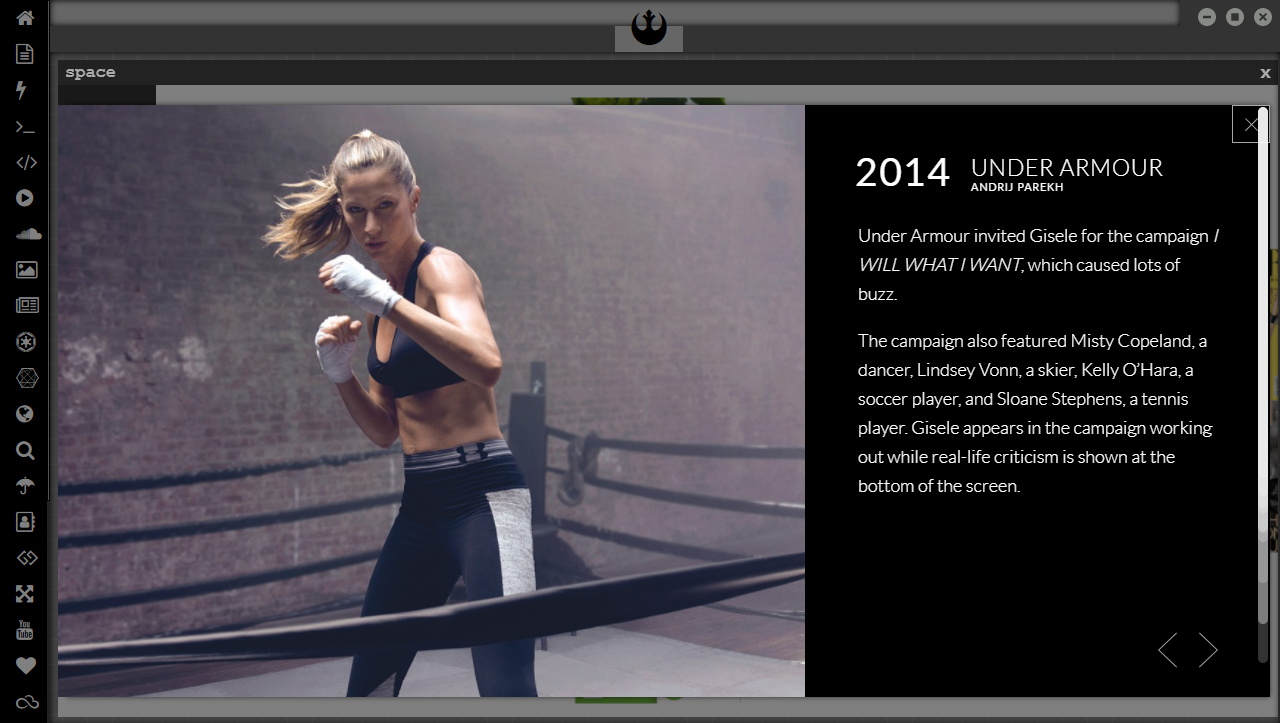 space
x
2014
UNDER ARMOUR
ANDRIJ PAREKH
Under Armour invited Gisele for the campaign I
WILL WHAT I WANT, which caused lots of
buzz.
The campaign also featured Misty Copeland, a
dancer, Lindsey Vonn, a skier, Kelly O’Hara, a
soccer player, and Sloane Stephens, a tennis
player. Gisele appears in the campaign working
out while real-life criticism is shown at the
bottom of the screen.
You
Tube